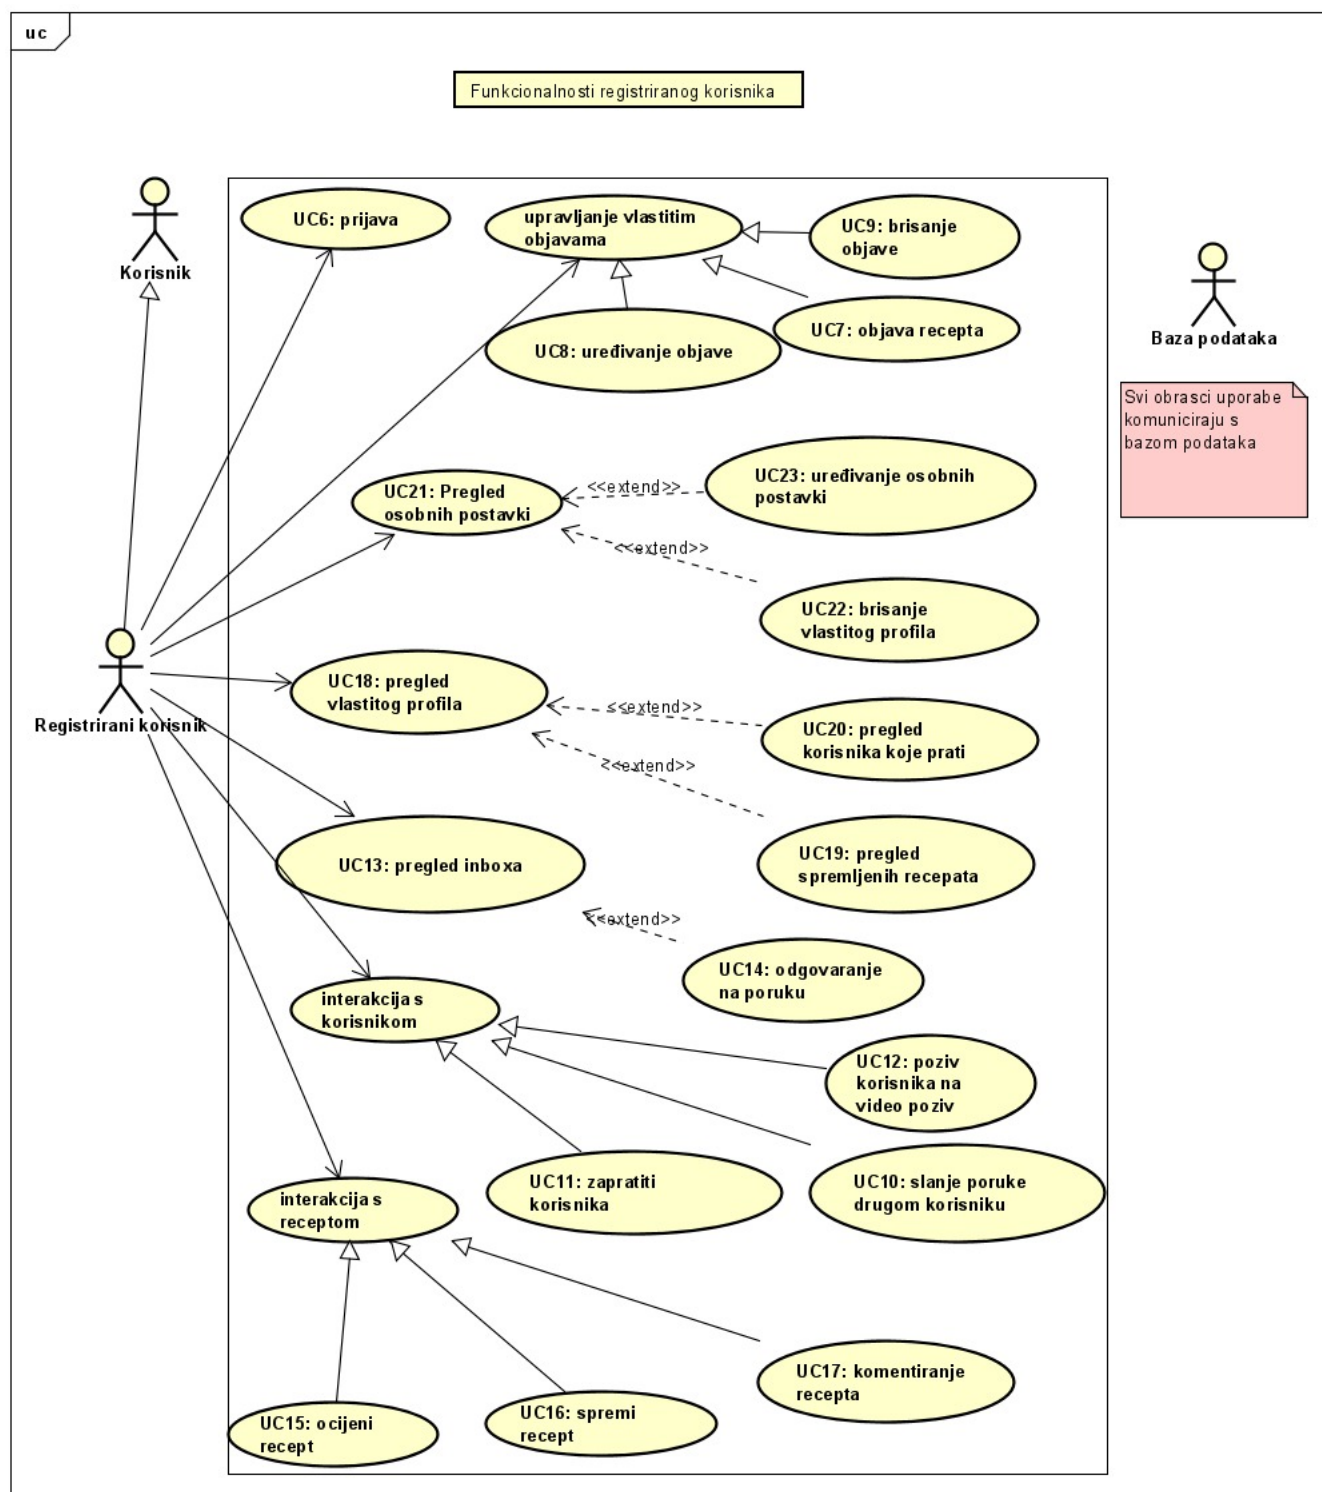 uc
Funkcionalnosti registriranog korisnika
Korisnik
UC6: prijava
upravljanje vlastitim
objavama
UC9: brisanje
objave
UC8: uređivanje objave
UC7: objava recepta
Baza podataka
Svi obrasci uporabe
komuniciraju s
bazom podataka
UC21: Pregled
osobnih postavki
<<extend>>
UC23: uređivanje osobnih
postavki
<<extend>>
UC22: brisanje
vlastitog profila
Registrirani korisnik
UC18: pregled
vlastitog profila
<<extend>>
UC20: pregled
korisnika koje prati
<<extend>>
UC13: pregled inboxa
UC19: pregled
spremljenih recepata
<<extend>>
UC14: odgovaranje
na poruku
interakcija s
korisnikom
UC12: poziv
korisnika na
video poziv
UC11: zapratiti
korisnika
UC10: slanje poruke
drugom korisniku
interakcija s
receptom
UC17: komentiranje
recepta
UC15: ocijeni
recept
UC16: spremi
recept